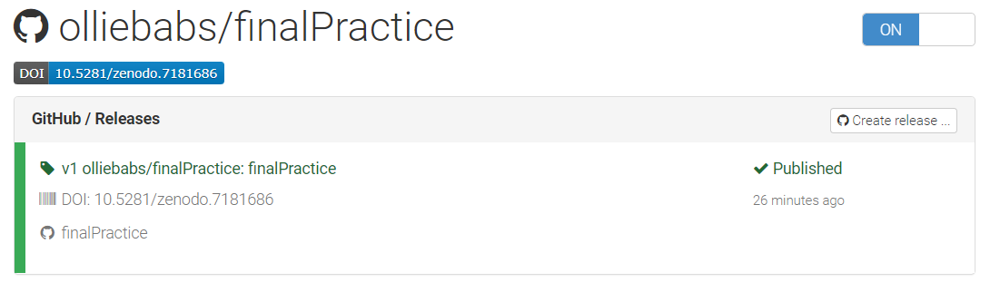 olliebabs/finalPractice
ON
DOI 10.5281/zenodo.7181686
GitHub / Releases
Create release ...
v1 olliebabs/finalPractice: finalPractice
Published
DOI: 10.5281/zenodo.7181686
26 minutes ago
finalPractice